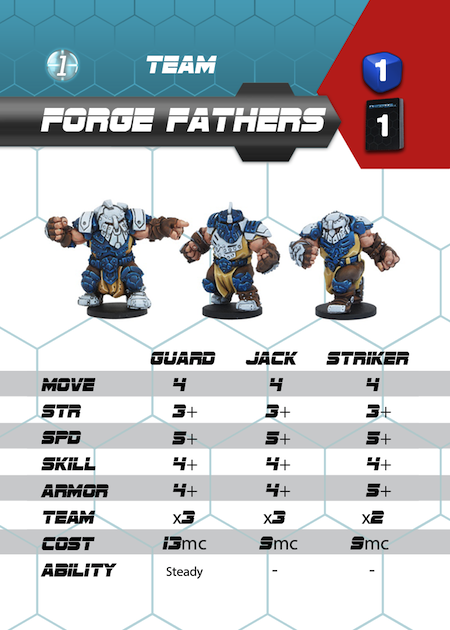 1 TEAM
1
FORGE FATHERS
1
GUARD JACK STRIKER
MOVE 4 4 4
STR 3+ 3+ 3+
SPD 5+ 5+ 5+
SKILL 4+ 4+ 4+
ARMOR 4+ 4+ 5+
TEAM x3 x3 x2
COST 13mc 9mc 9mc
ABILITY Steady - -